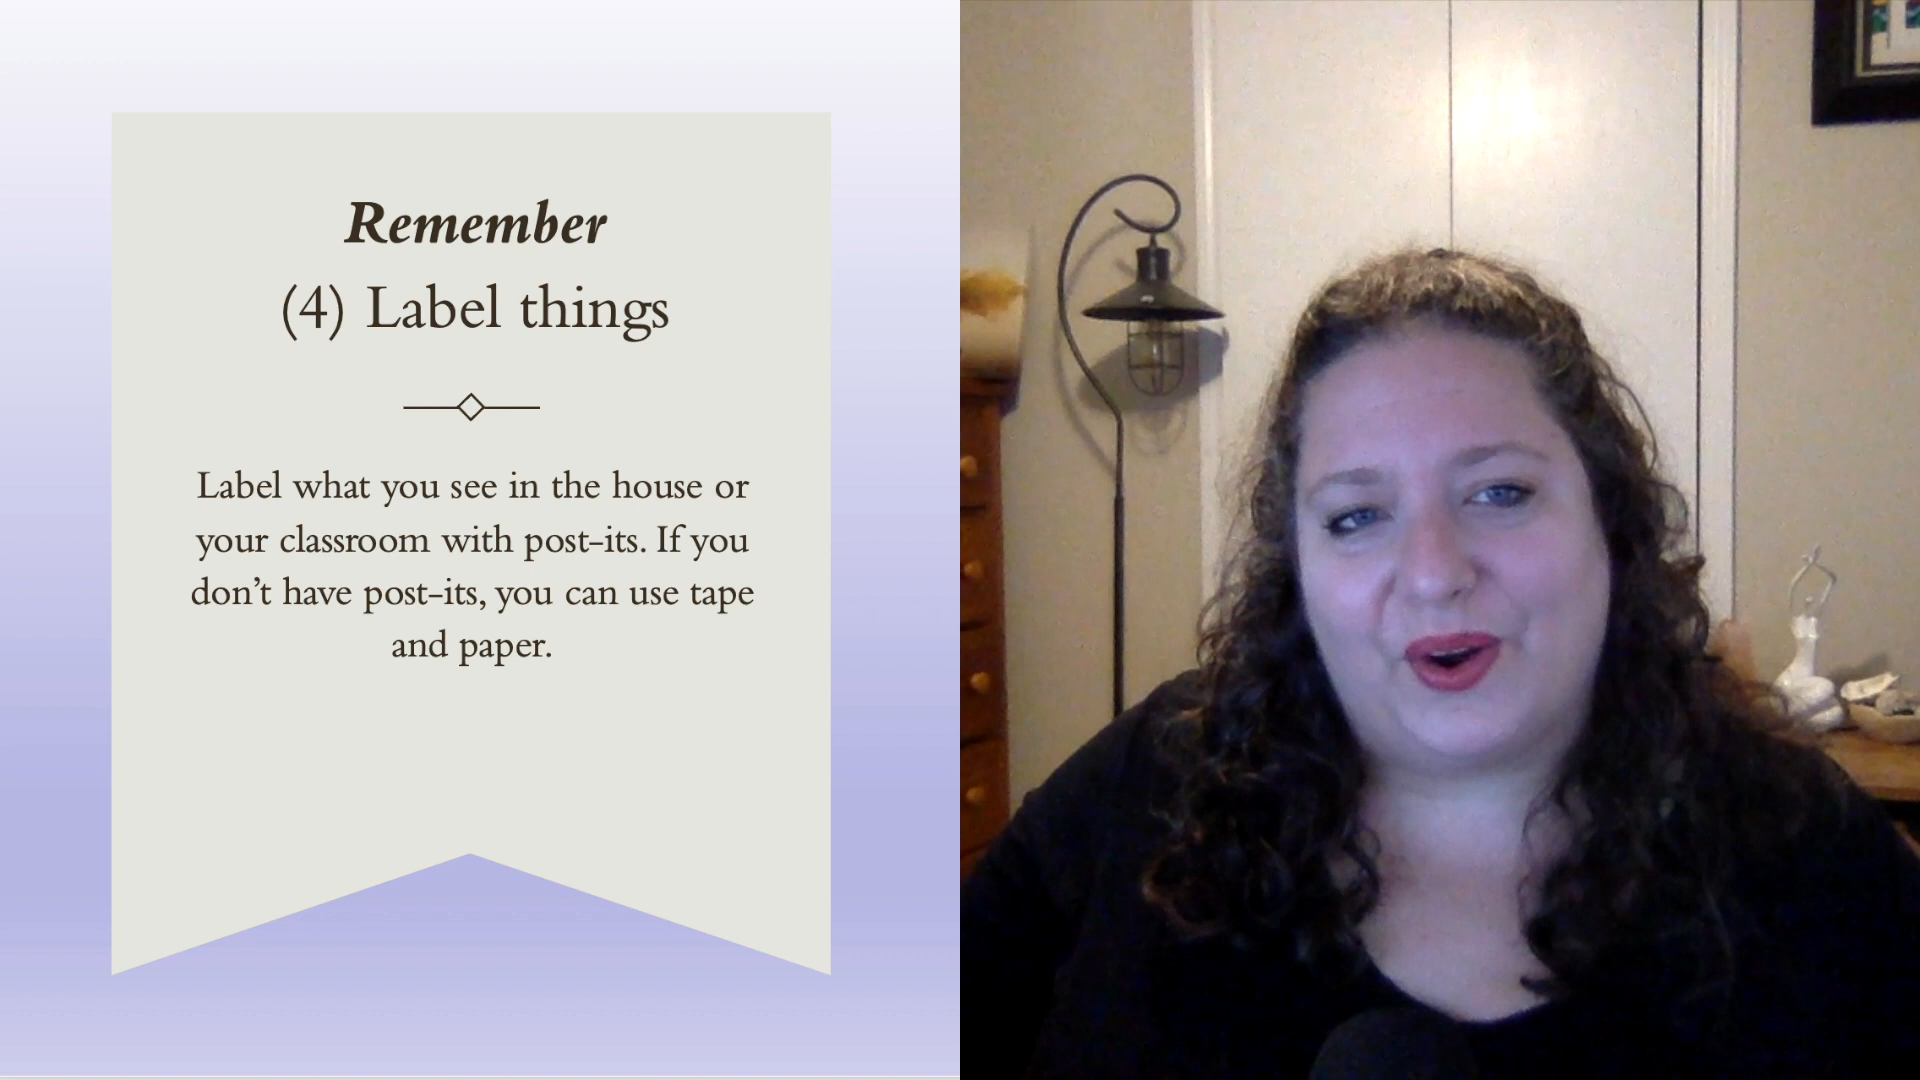 Remember
(4) Label things
Label what you see in the house or
your classroom with post-its. If you
don't have post-its, you can use tape
and paper.